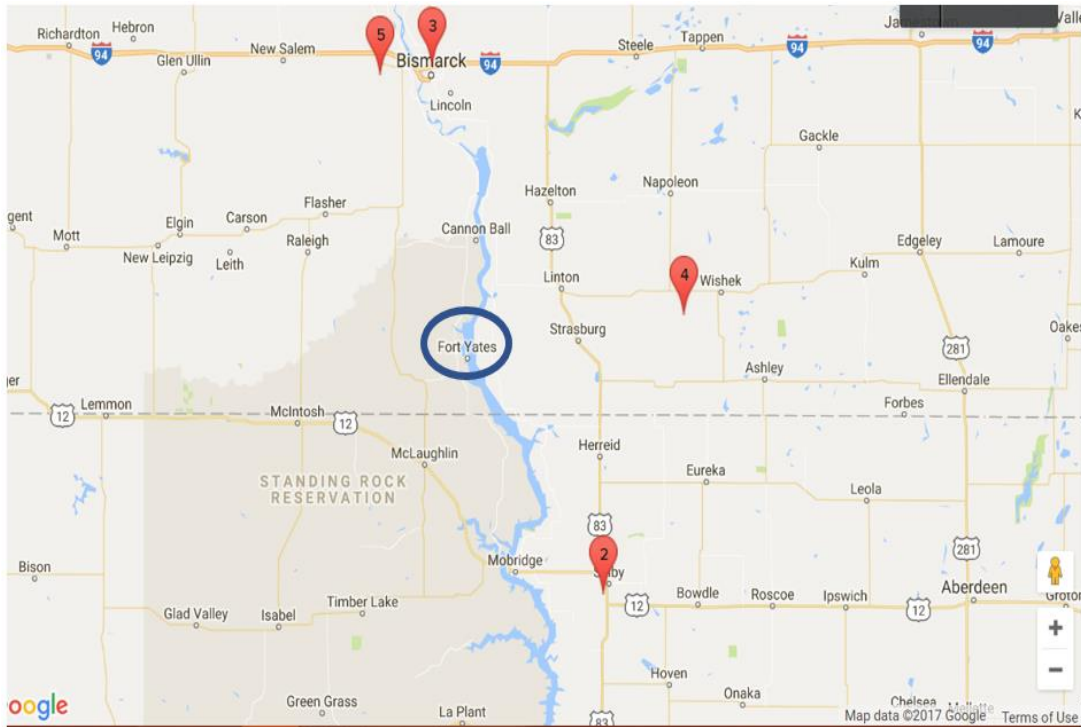 Richardton
Hebron
94
Glen Ullin
New Salem
5
3
Bismarck
94
Lincoln
Steele
Tappen
94
94
Gackle
Hazelton
Napoleon
Mott
Elgin
Carson
Flasher
New Leipzig
Leith
Raleigh
Cannon Ball
83
Linton
4
Wishek
Kulm
Edgeley
Lamoure
Fort Yates
Strasburg
Ashley
281
Ellendale
12
Lemmon
McIntosh
12
Forbes
McLaughlin
Herreid
STANDING ROCK
RESERVATION
Eureka
Leola
83
281
Bison
Mobridge
2
12
Bowdle
Roscoe
Ipswich
12
Aberdeen
Glad Valley
Isabel
Timber Lake
+
−
Hoven
Onaka
Green Grass
La Plant
83
Chelsea
Map data ©2017 Google
Terms of Use